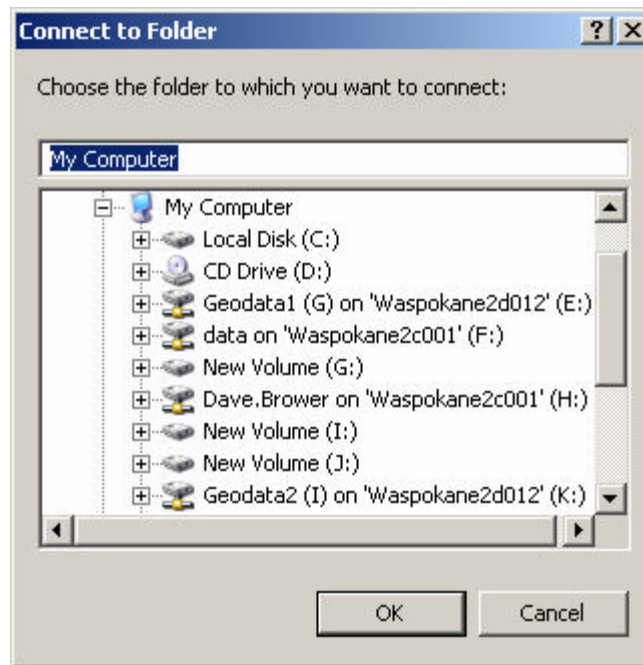 Connect to Folder
Choose the folder to which you want to connect:
My Computer
My Computer
Local Disk (C:)
CD Drive (D:)
Geodata1 (G) on 'Waspokane2d012' (E:)
data on 'Waspokane2c001' (F:)
New Volume (G:)
Dave.Brower on 'Waspokane2c001' (H:)
New Volume (I:)
New Volume (J:)
Geodata2 (I) on 'Waspokane2d012' (K:)
OK Cancel